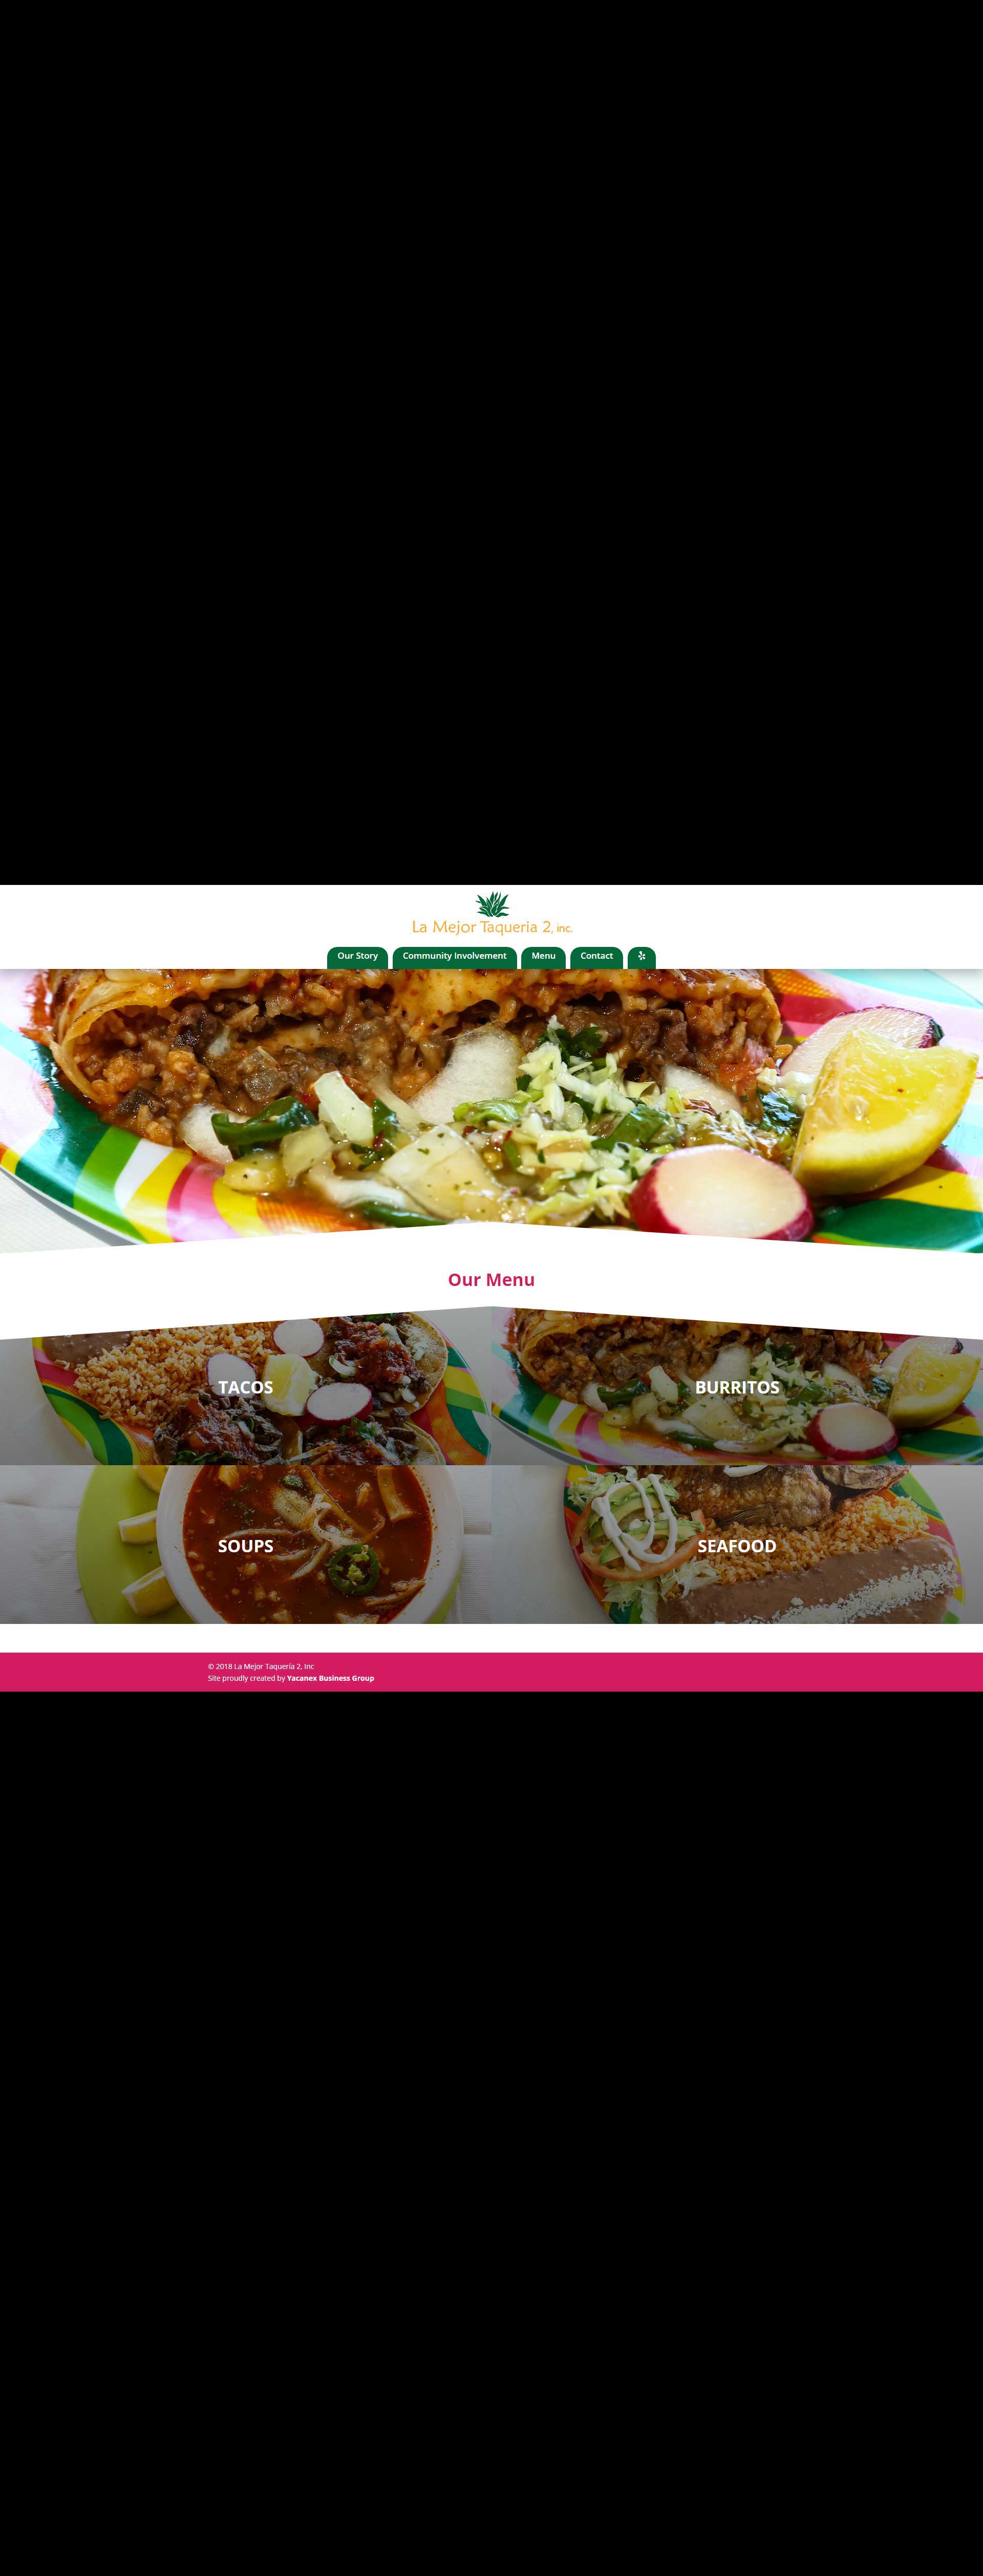 La Mejor Taqueria 2, inc.
Our Story
Community Involvement
Menu
Contact
Our Menu
TACOS
BURRITOS
SOUPS
SEAFOOD
© 2018 La Mejor Taquería 2, Inc
Site proudly created by Yacanex Business Group